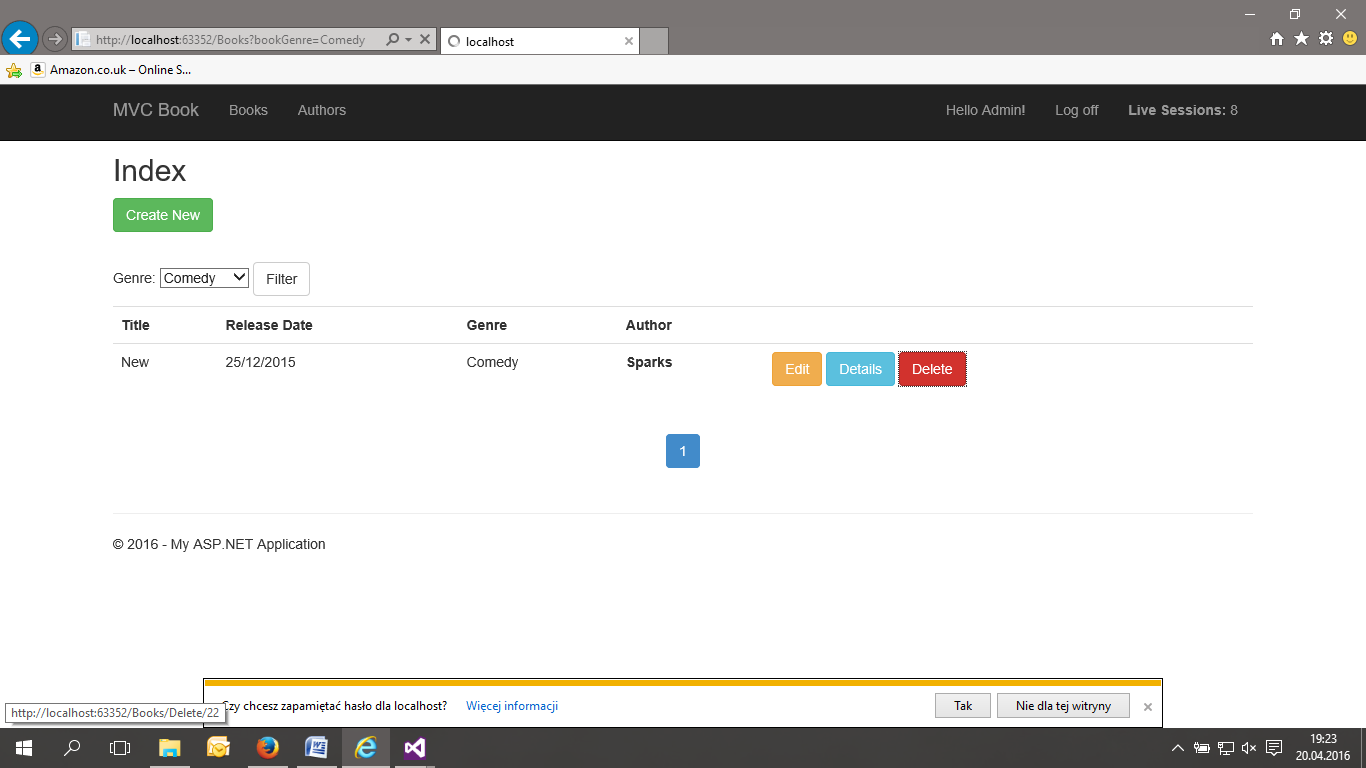 http://localhost:63352/Books?bookGenre=Comedy
localhost
Amazon.co.uk – Online S...
MVC Book Books Authors Hello Admin! Log off Live Sessions: 8
Index
Create New
Genre: Comedy Filter
Title Release Date Genre Author
New 25/12/2015 Comedy Sparks Edit Details Delete
1
© 2016 - My ASP.NET Application
Czy chcesz zapamiętać hasło dla localhost? Więcej informacji Tak Nie dla tej witryny
http://localhost:63352/Books/Delete/22
19:23
20.04.2016